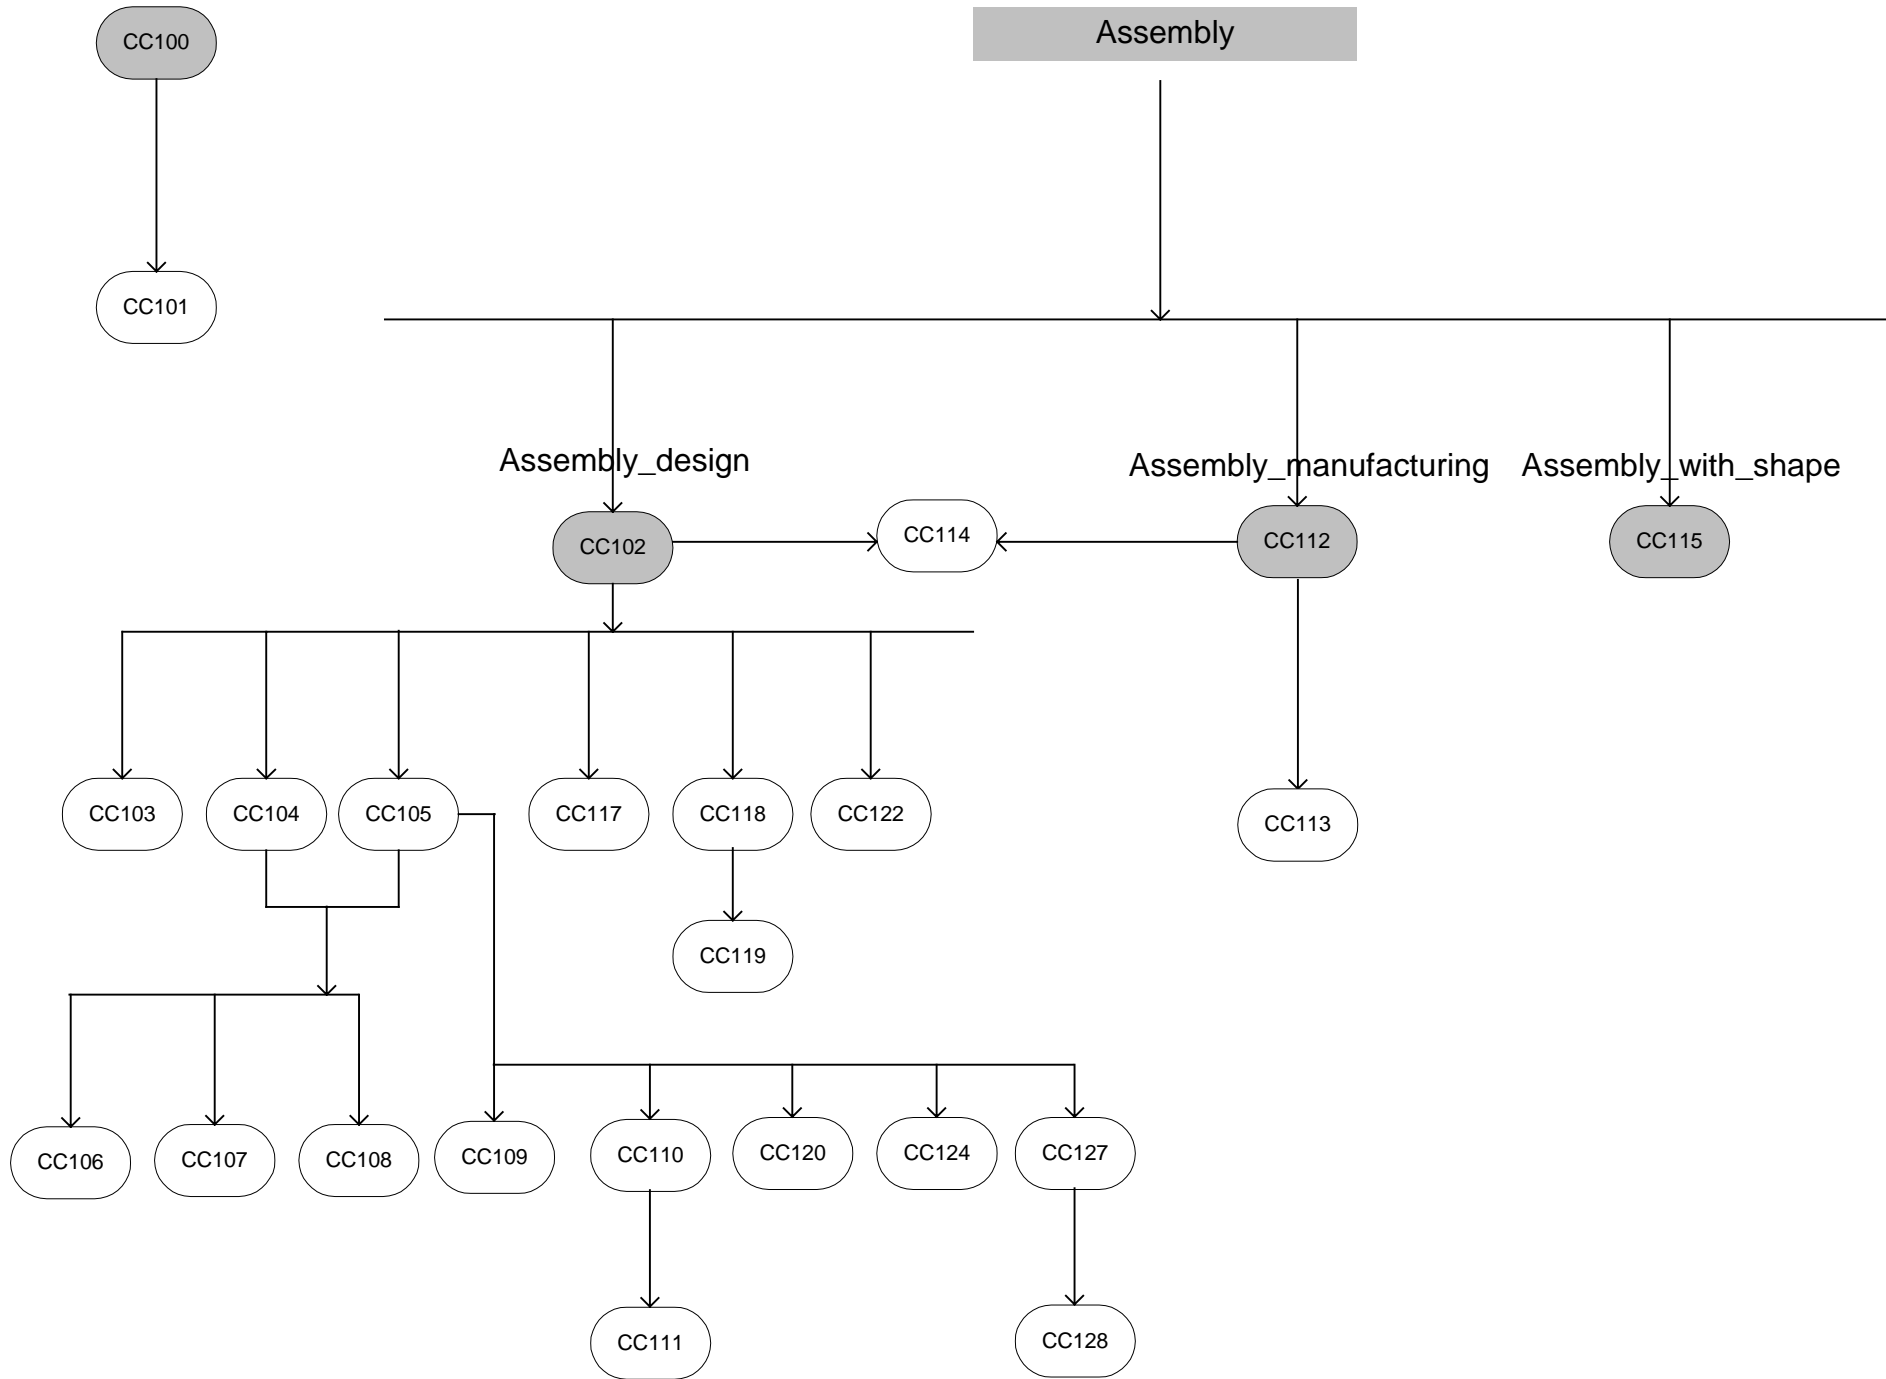 CC100
Assembly
CC101
Assembly_design
Assembly_manufacturing
Assembly_with_shape
CC102
CC114
CC112
CC115
CC103
CC104
CC105
CC117
CC118
CC122
CC113
CC119
CC106
CC107
CC108
CC109
CC110
CC120
CC124
CC127
CC111
CC128